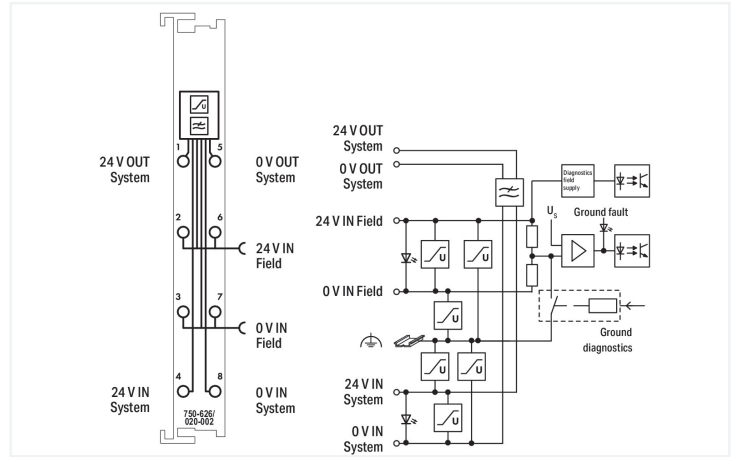 1
5
24 V OUT
System
0 V OUT
System
2
6
24 V IN
Field
3
7
0 V IN
Field
4
8
24 V IN
System
0 V IN
System
750-626/
020-002
U
24 V OUT
System
0 V OUT
System
24 V IN Field
0 V IN Field
24 V IN
System
0 V IN
System
U
U
U
U
U
U
Diagnostics
field
supply
US
Ground fault
Ground
diagnostics